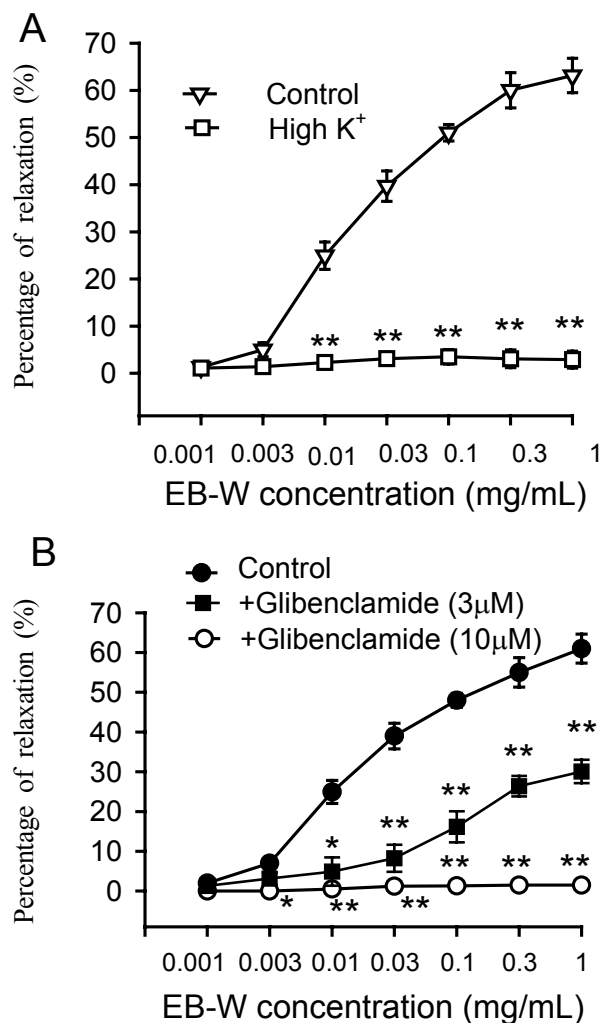 A
Percentage of relaxation (%)
70
60
50
40
30
20
10
0
Control
High K⁺
** ** ** ** **
0.001 0.003 0.01 0.03 0.1 0.3 1
EB-W concentration (mg/mL)
B
Percentage of relaxation (%)
Control
+Glibenclamide (3μM)
+Glibenclamide (10μM)
70
60
50
40
30
20
10
0
* ** ** ** **
* ** ** ** ** **
0.001 0.003 0.01 0.03 0.1 0.3 1
EB-W concentration (mg/mL)